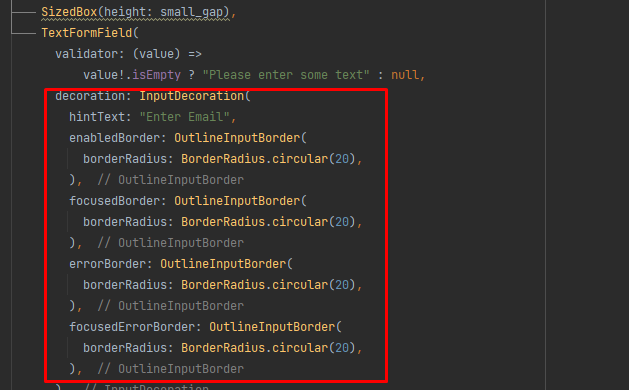 SizedBox(height: small_gap),
TextFormField(
validator: (value) =>
value!.isEmpty ? "Please enter some text" : null,
decoration: InputDecoration(
hintText: "Enter Email",
enabledBorder: OutlineInputBorder(
borderRadius: BorderRadius.circular(20),
), // OutlineInputBorder
focusedBorder: OutlineInputBorder(
borderRadius: BorderRadius.circular(20),
), // OutlineInputBorder
errorBorder: OutlineInputBorder(
borderRadius: BorderRadius.circular(20),
), // OutlineInputBorder
focusedErrorBorder: OutlineInputBorder(
borderRadius: BorderRadius.circular(20),
), // OutlineInputBorder
), // InputDecoration